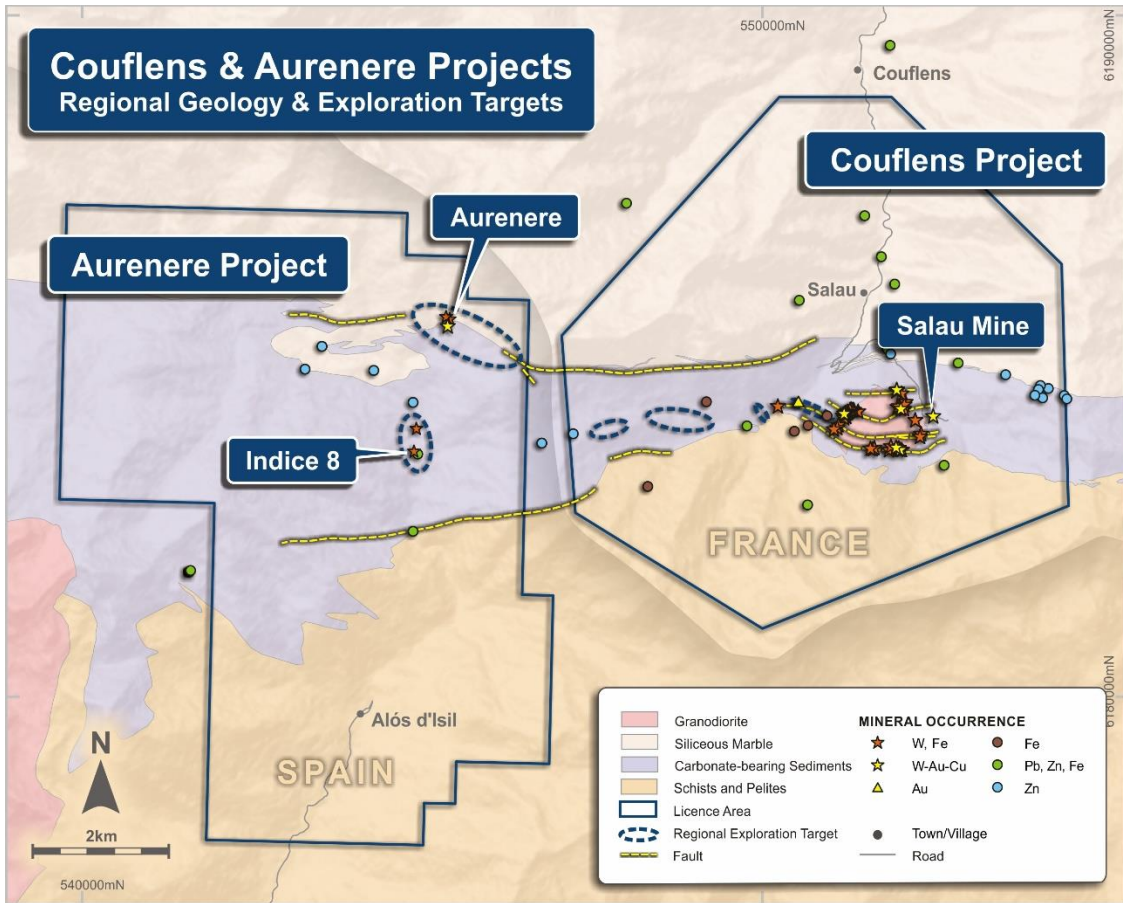 550000mN
6190000mN
Couflens & Aurenere Projects
Regional Geology & Exploration Targets
Couflens
Couflens Project
Aurenere
Aurenere Project
Salau
Salau Mine
Indice 8
FRANCE
Alós d'Isil
SPAIN
N
2km
540000mN
6180000mN
Granodiorite
Siliceous Marble
Carbonate-bearing Sediments
Schists and Pelites
Licence Area
Regional Exploration Target
Fault
MINERAL OCCURRENCE
W, Fe
W-Au-Cu
Au
Fe
Pb, Zn, Fe
Zn
Town/Village
Road